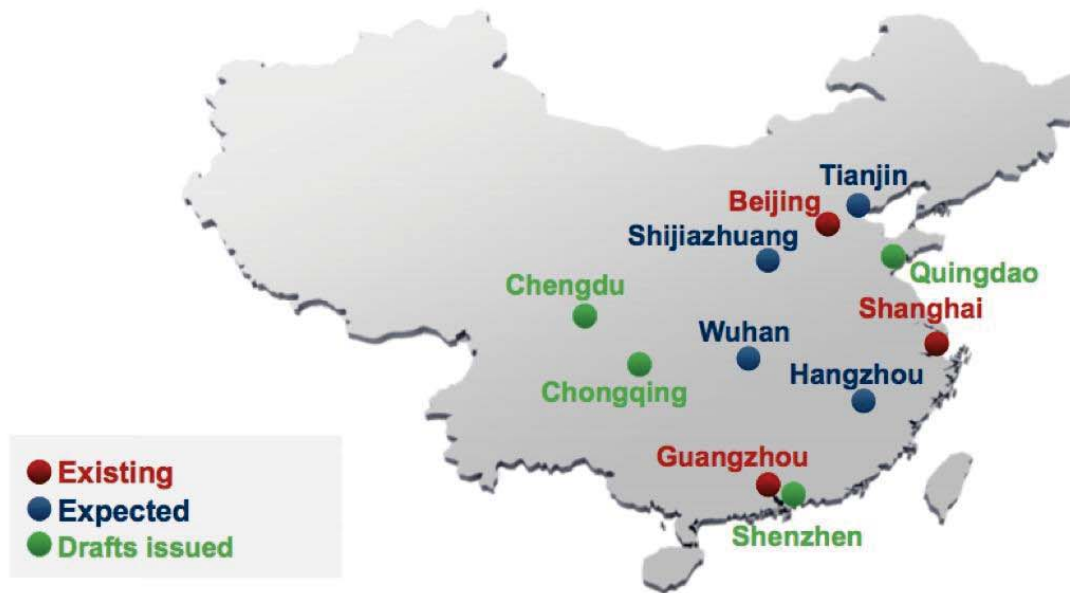 Tianjin
Beijing
Shijiazhuang
Quingdao
Chengdu
Shanghai
Wuhan
Chongqing
Hangzhou
Guangzhou
Shenzhen
Existing
Expected
Drafts issued